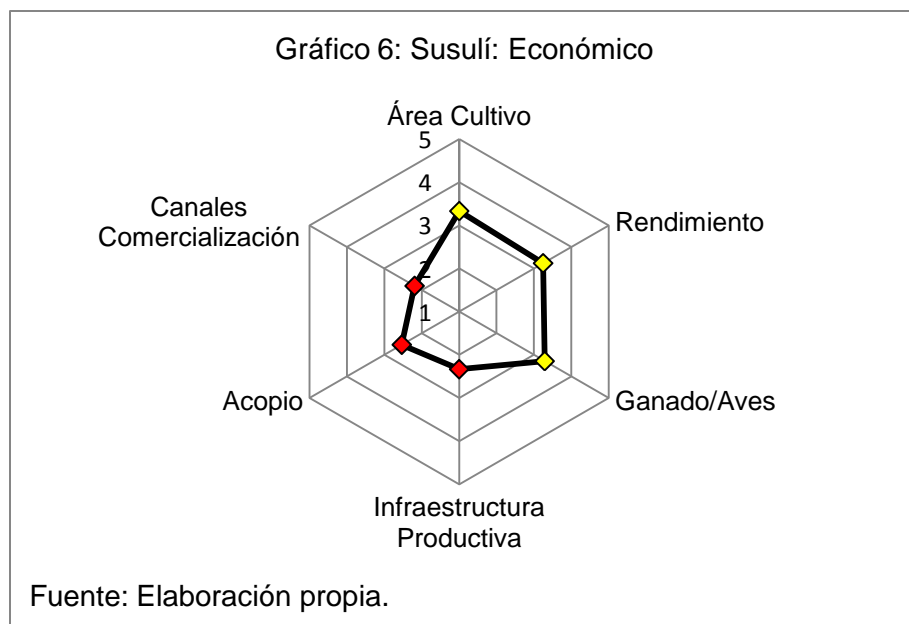 Gráfico 6: Susulí: Económico
Área Cultivo
5
4
3
2
1
Canales
Comercialización
Rendimiento
Acopio
Ganado/Aves
Infraestructura
Productiva
Fuente: Elaboración propia.